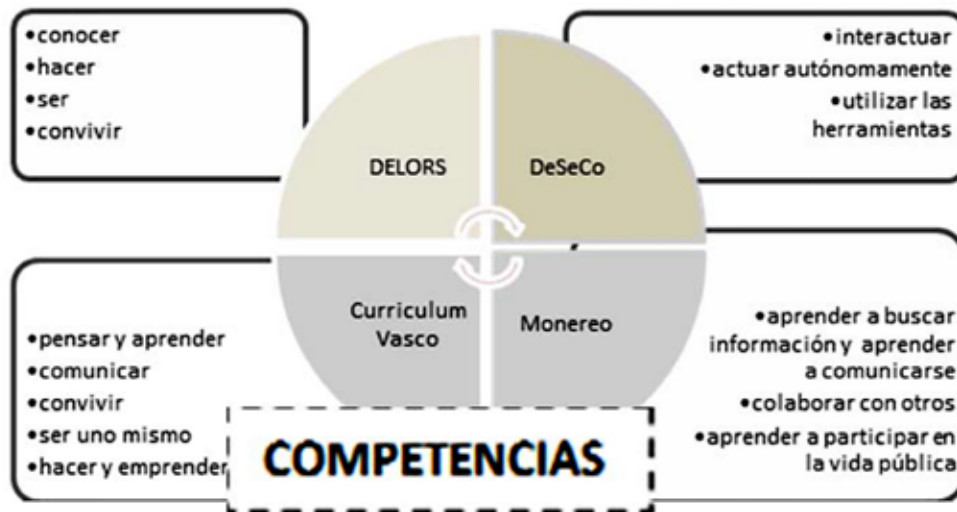 •conocer
•hacer
•ser
•convivir
DELORS
DeSeCo
•interactuar
•actuar autónomamente
•utilizar las
herramientas
•pensar y aprender
•comunicar
•convivir
•ser uno mismo
•hacer y emprender
Curriculum
Vasco
Monereo
•aprender a buscar
información y aprender
a comunicarse
•colaborar con otros
•aprender a participar en
la vida pública
COMPETENCIAS